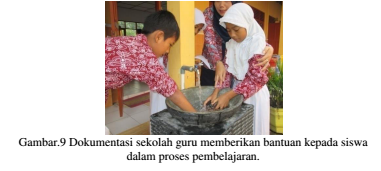 Gambar.9 Dokumentasi sekolah guru memberikan bantuan kepada siswa
dalam proses pembelajaran.